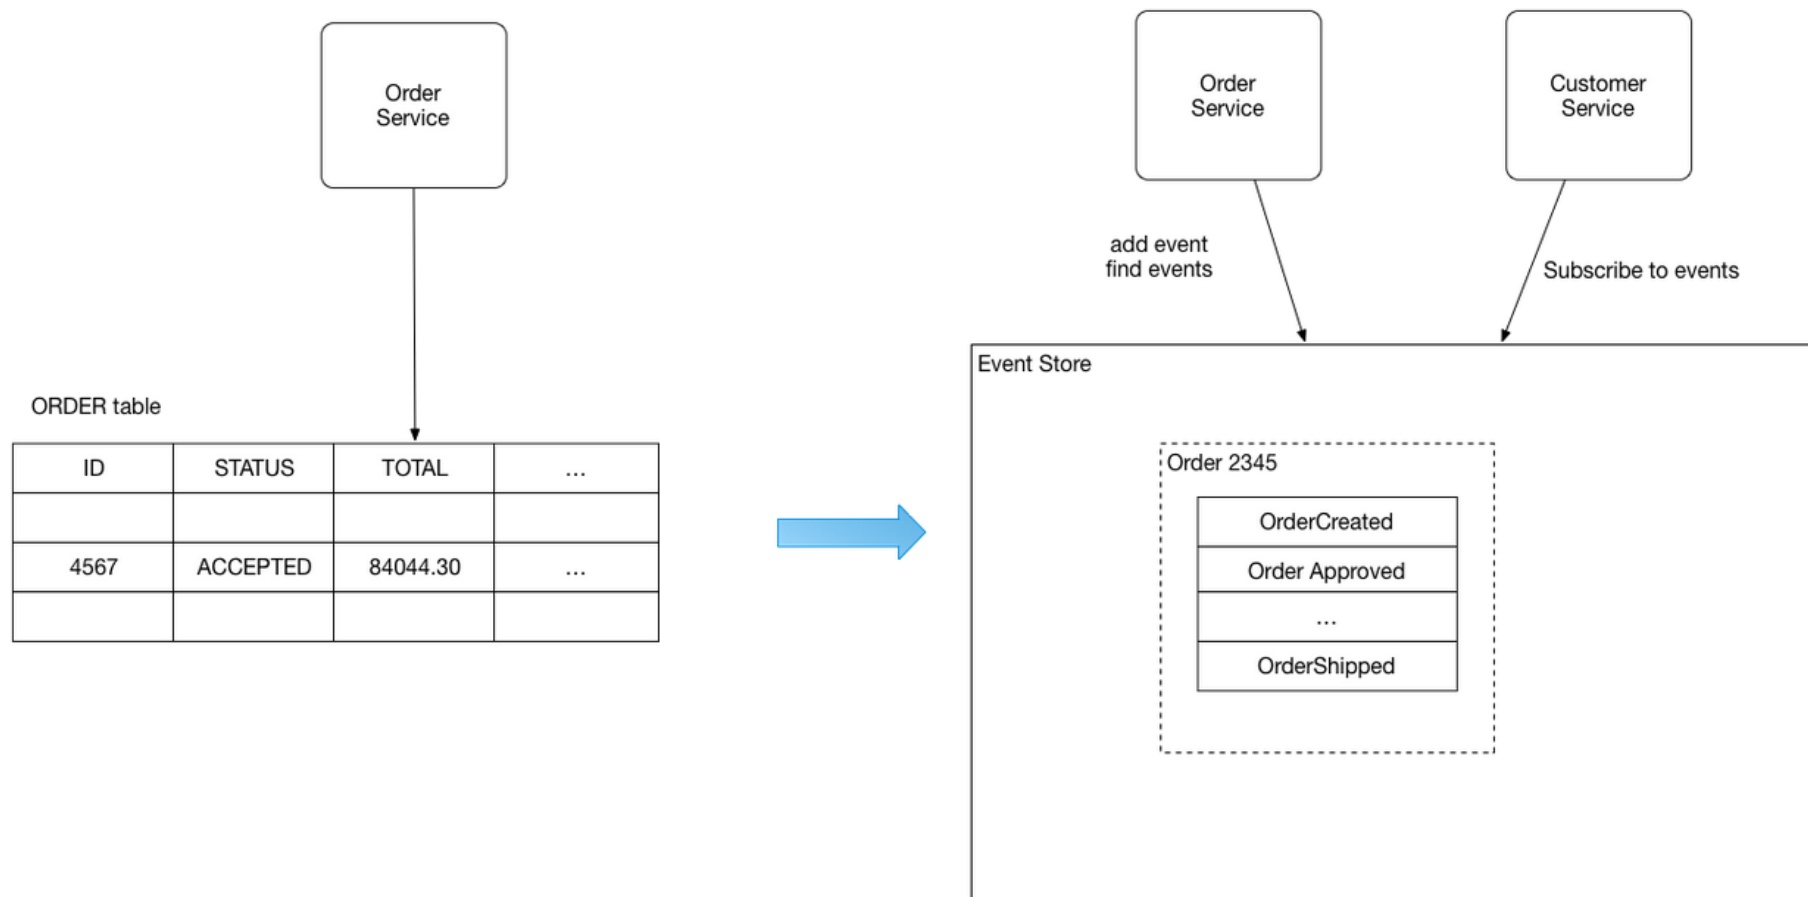 Order
Service
ORDER table
ID STATUS TOTAL ...
4567 ACCEPTED 84044.30 ...
Order
Service
Customer
Service
add event
find events
Subscribe to events
Event Store
Order 2345
OrderCreated
Order Approved
...
OrderShipped